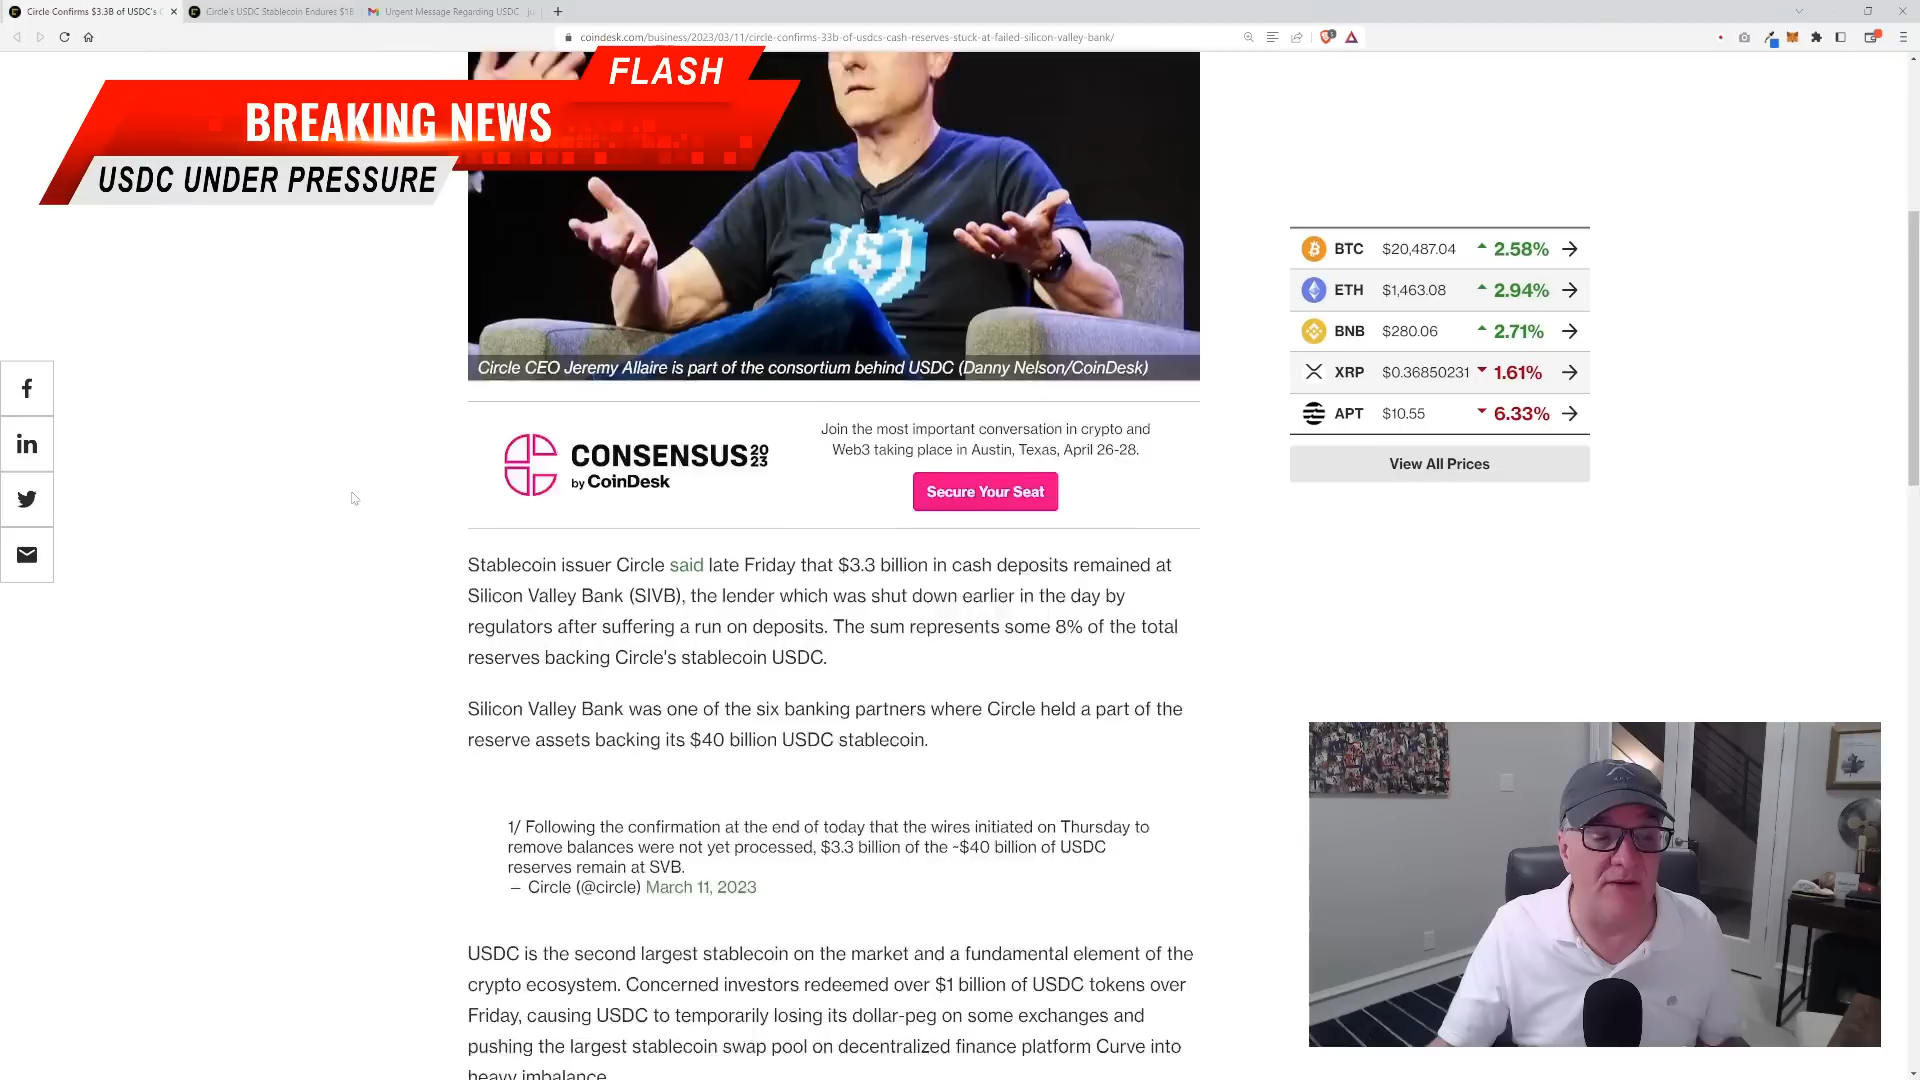 Circle Confirms $3.3B of USDC's
Circle's USDC Stablecoin Endures $1B
Urgent Message Regarding USDC
coindesk.com/business/2023/03/11/circle-confirms-33b-of-usdcs-cash-reserves-stuck-at-failed-silicon-valley-bank/
FLASH
BREAKING NEWS
USDC UNDER PRESSURE
Circle CEO Jeremy Allaire is part of the consortium behind USDC (Danny Nelson/CoinDesk)
BTC $20,487.04 2.58%
ETH $1,463.08 2.94%
BNB $280.06 2.71%
XRP $0.36850231 1.61%
APT $10.55 6.33%
View All Prices
CONSENSUS 2023
by CoinDesk
Join the most important conversation in crypto and
Web3 taking place in Austin, Texas, April 26-28.
Secure Your Seat
Stablecoin issuer Circle said late Friday that $3.3 billion in cash deposits remained at
Silicon Valley Bank (SIVB), the lender which was shut down earlier in the day by
regulators after suffering a run on deposits. The sum represents some 8% of the total
reserves backing Circle's stablecoin USDC.
Silicon Valley Bank was one of the six banking partners where Circle held a part of the
reserve assets backing its $40 billion USDC stablecoin.
1/ Following the confirmation at the end of today that the wires initiated on Thursday to
remove balances were not yet processed, $3.3 billion of the ~$40 billion of USDC
reserves remain at SVB.
— Circle (@circle) March 11, 2023
USDC is the second largest stablecoin on the market and a fundamental element of the
crypto ecosystem. Concerned investors redeemed over $1 billion of USDC tokens over
Friday, causing USDC to temporarily losing its dollar-peg on some exchanges and
pushing the largest stablecoin swap pool on decentralized finance platform Curve into
heavy imbalance.